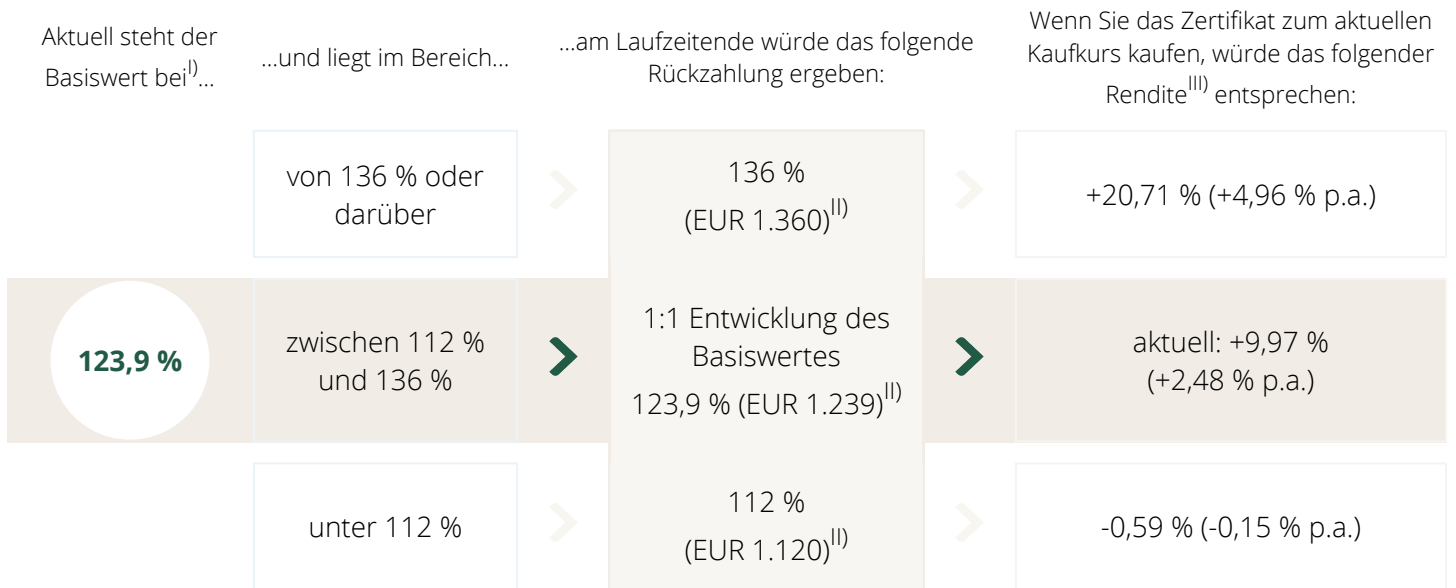 Aktuell steht der
Basiswert bei^I)...
...und liegt im Bereich...
...am Laufzeitende würde das folgende
Rückzahlung ergeben:
Wenn Sie das Zertifikat zum aktuellen
Kaufkurs kaufen, würde das folgender
Rendite^III) entsprechen:
von 136 % oder
darüber
136 %
(EUR 1.360)^II)
+20,71 % (+4,96 % p.a.)
123,9 %
zwischen 112 %
und 136 %
1:1 Entwicklung des
Basiswertes
123,9 % (EUR 1.239)^II)
aktuell: +9,97 %
(+2,48 % p.a.)
unter 112 %
112 %
(EUR 1.120)^II)
-0,59 % (-0,15 % p.a.)